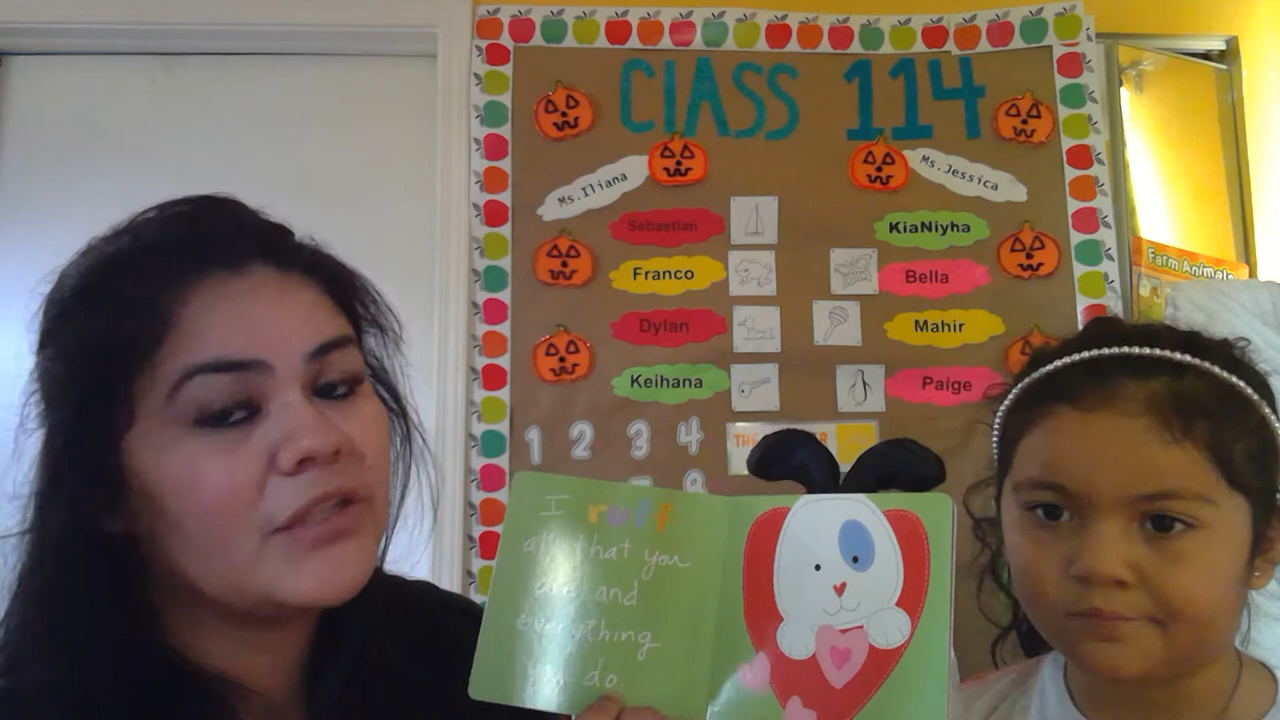 CLASS 114
Ms.Iliana
Ms.Jessica
Sebastian
KiaNiyha
Franco
Bella
Dylan
Mahir
Keihana
Paige
1 2 3 4
Farm Animals
I ruff
all that you
are, and
everything
you do.